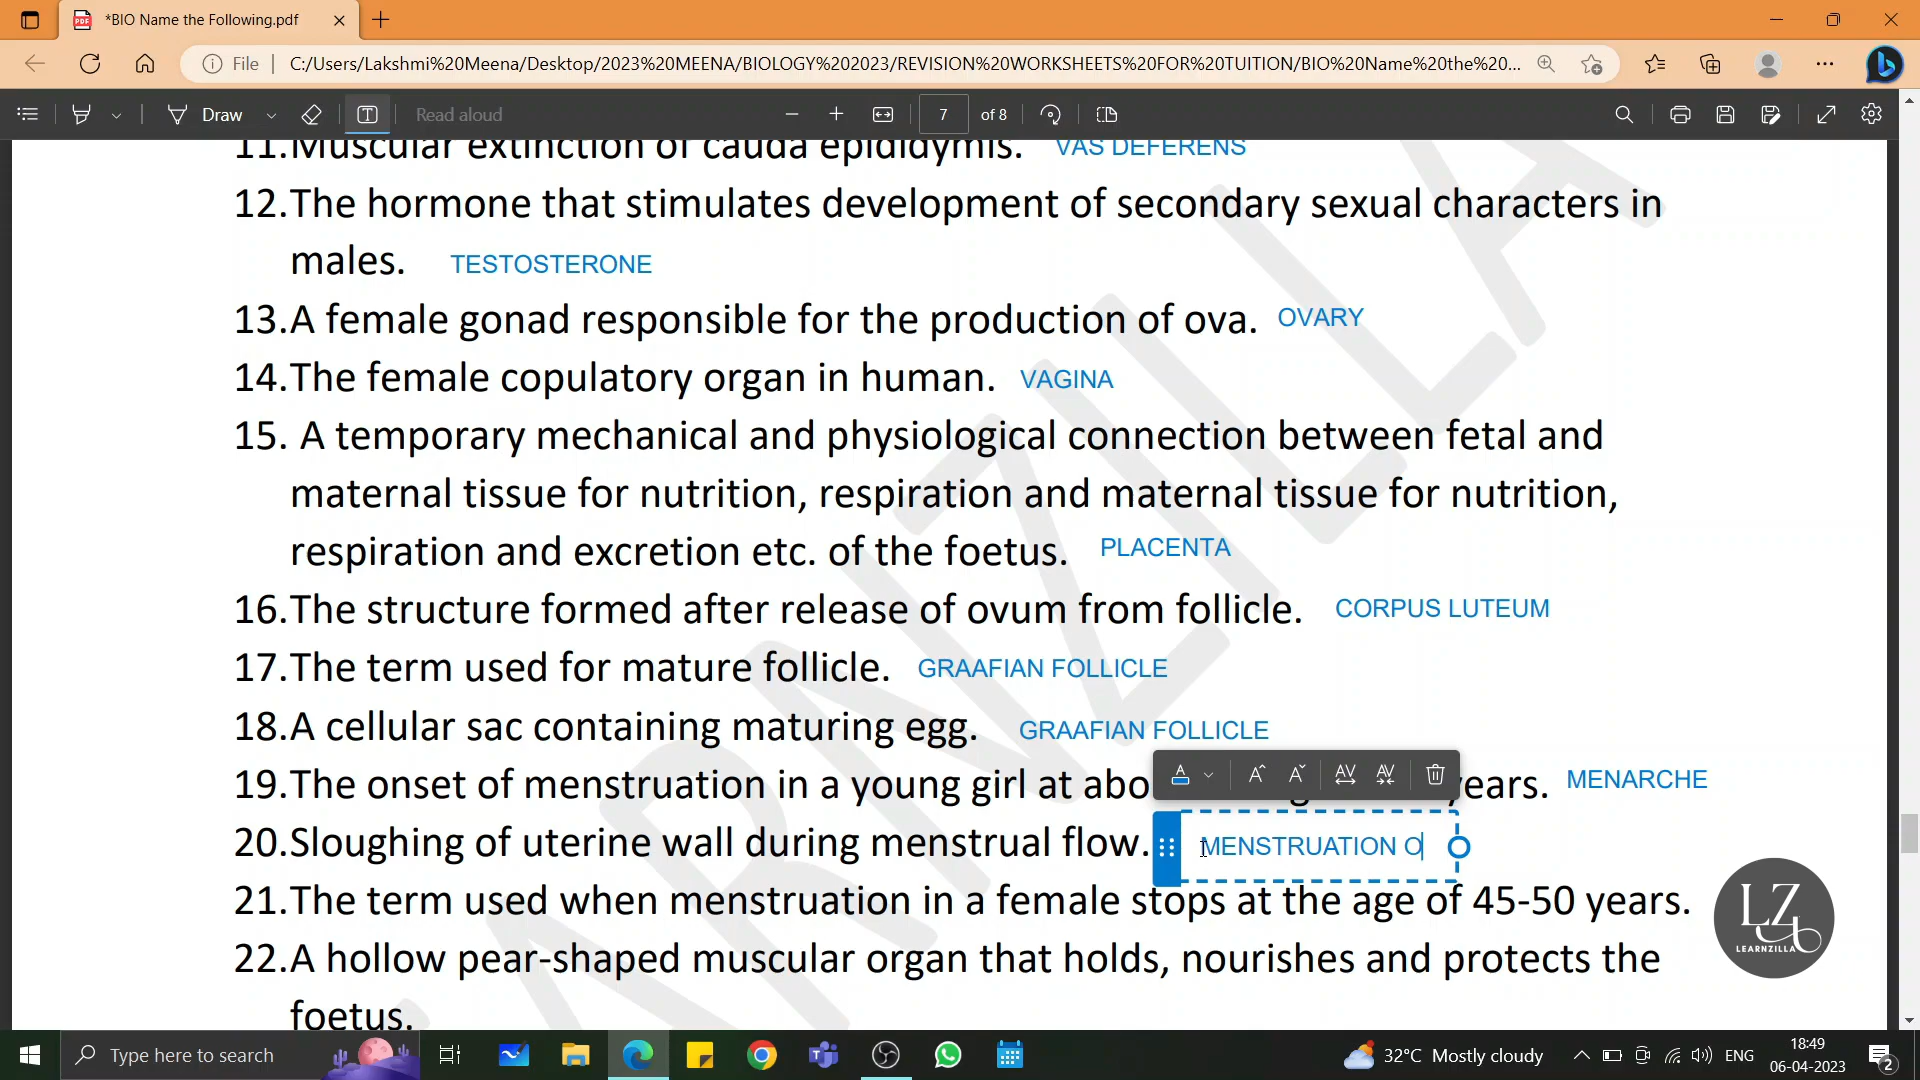 *BIO Name the Following.pdf
File
C:/Users/Lakshmi%20Meena/Desktop/2023%20MEENA/BIOLOGY%202023/REVISION%20WORKSHEETS%20FOR%20TUITION/BIO%20Name%20the%20...
Draw
Read aloud
7 of 8
11.Muscular extinction of cauda epididymis. VAS DEFERENS
12.The hormone that stimulates development of secondary sexual characters in
males. TESTOSTERONE
13.A female gonad responsible for the production of ova. OVARY
14.The female copulatory organ in human. VAGINA
15. A temporary mechanical and physiological connection between fetal and
maternal tissue for nutrition, respiration and maternal tissue for nutrition,
respiration and excretion etc. of the foetus. PLACENTA
16.The structure formed after release of ovum from follicle. CORPUS LUTEUM
17.The term used for mature follicle. GRAAFIAN FOLLICLE
18.A cellular sac containing maturing egg. GRAAFIAN FOLLICLE
19.The onset of menstruation in a young girl at abo years. MENARCHE
20.Sloughing of uterine wall during menstrual flow. MENSTRUATION O
21.The term used when menstruation in a female stops at the age of 45-50 years.
22.A hollow pear-shaped muscular organ that holds, nourishes and protects the
foetus.
LZ
LEARNZILLA
Type here to search
32°C Mostly cloudy
ENG
18:49
06-04-2023
2